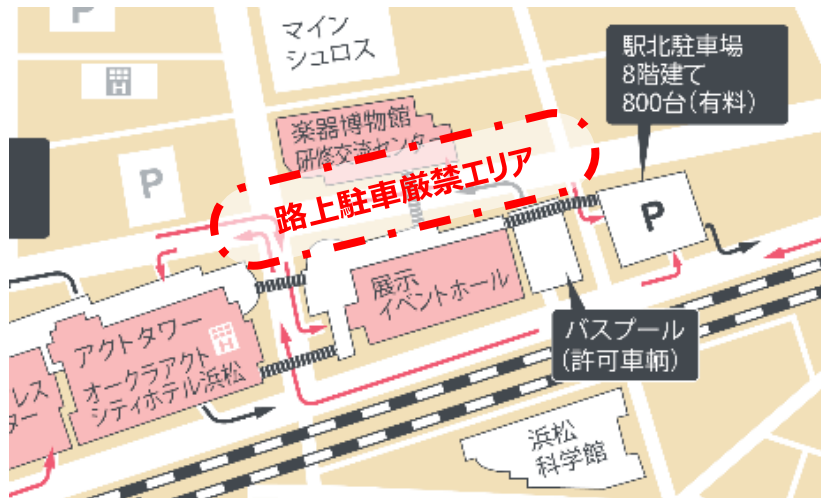 P
マイン
シュロス
駅北駐車場
8階建て
800台(有料)
H
楽器博物館
研修交流センター
P
路上駐車厳禁エリア
P
展示
イベントホール
アクトタワー
H
オークラアクト
シティホテル浜松
バスプール
(許可車輌)
レス
ター
浜松
科学館